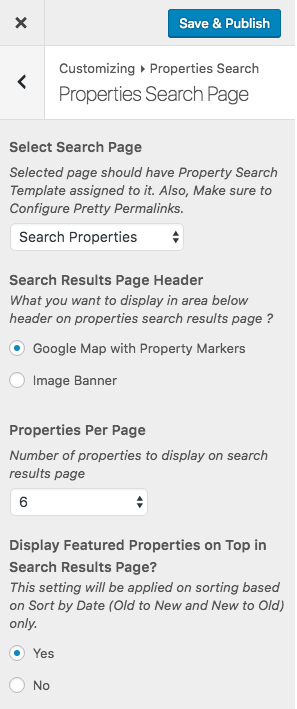 Save & Publish
Customizing ▸ Properties Search
Properties Search Page
Select Search Page
Selected page should have Property Search
Template assigned to it. Also, Make sure to
Configure Pretty Permalinks.
Search Properties
Search Results Page Header
What you want to display in area below
header on properties search results page ?
Google Map with Property Markers
Image Banner
Properties Per Page
Number of properties to display on search
results page
6
Display Featured Properties on Top in
Search Results Page?
This setting will be applied on sorting based
on Sort by Date (Old to New and New to Old)
only.
Yes
No